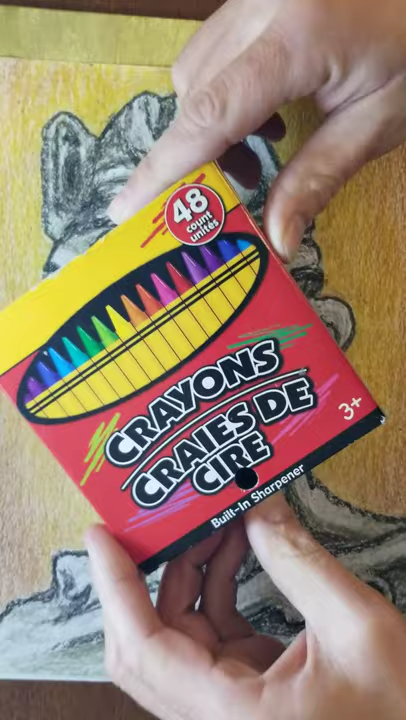 48
count
unités
CRAYONS
CRAIES DE
CIRE
3+
Built-In Sharpener